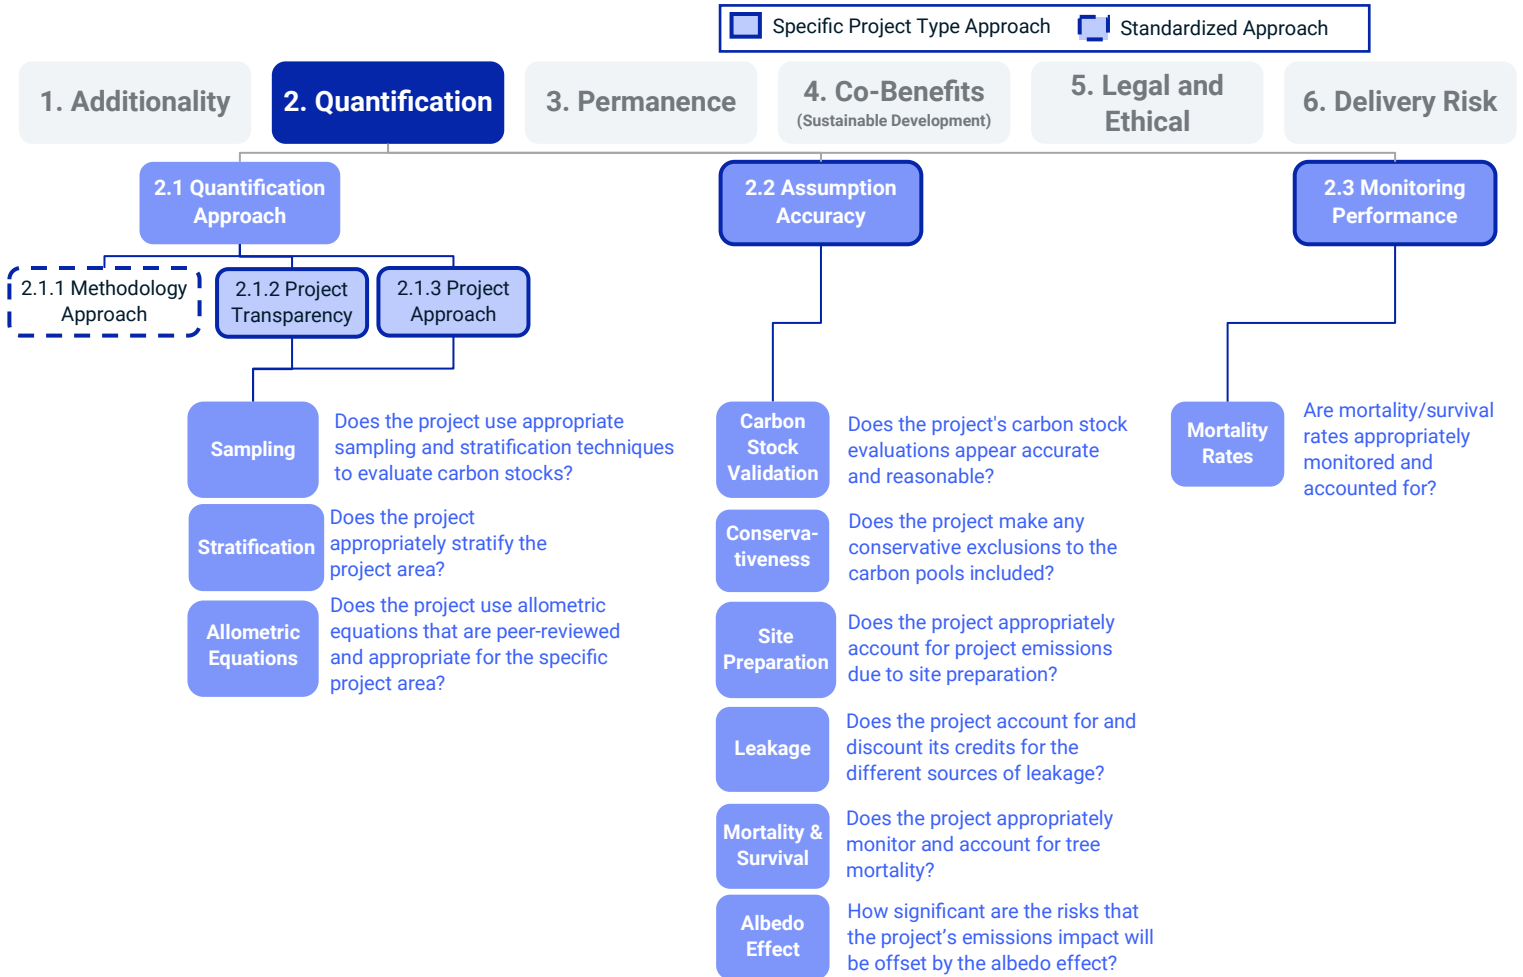 Specific Project Type Approach
Standardized Approach
1. Additionality
2. Quantification
3. Permanence
4. Co-Benefits
(Sustainable Development)
5. Legal and
Ethical
6. Delivery Risk
2.1 Quantification
Approach
2.2 Assumption
Accuracy
2.3 Monitoring
Performance
2.1.1 Methodology
Approach
2.1.2 Project
Transparency
2.1.3 Project
Approach
Sampling
Does the project use appropriate
sampling and stratification techniques
to evaluate carbon stocks?
Stratification
Does the project
appropriately stratify the
project area?
Allometric
Equations
Does the project use allometric
equations that are peer-reviewed
and appropriate for the specific
project area?
Carbon
Stock
Validation
Does the project's carbon stock
evaluations appear accurate
and reasonable?
Conserva-
tiveness
Does the project make any
conservative exclusions to the
carbon pools included?
Site
Preparation
Does the project appropriately
account for project emissions
due to site preparation?
Leakage
Does the project account for and
discount its credits for the
different sources of leakage?
Mortality &
Survival
Does the project appropriately
monitor and account for tree
mortality?
Albedo
Effect
How significant are the risks that
the project’s emissions impact will
be offset by the albedo effect?
Mortality
Rates
Are mortality/survival
rates appropriately
monitored and
accounted for?